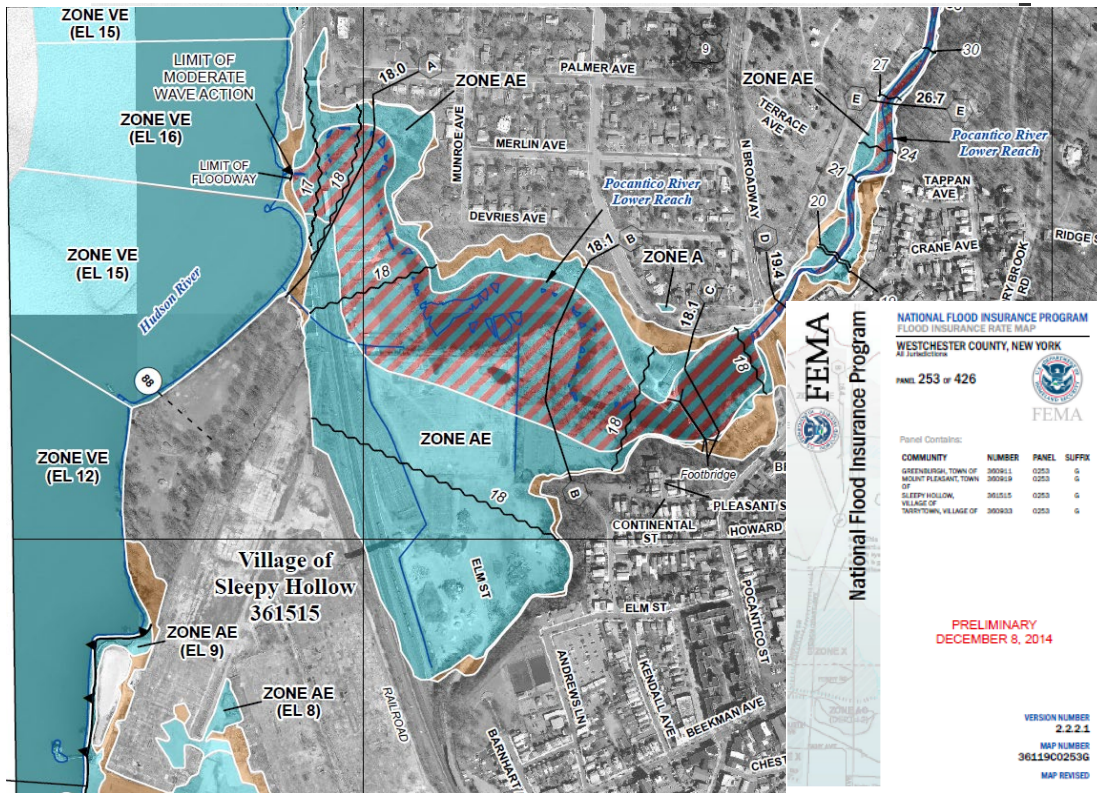 ZONE VE
(EL 15)
LIMIT OF
MODERATE
WAVE ACTION
ZONE VE
(EL 16)
LIMIT OF
FLOODWAY
ZONE VE
(EL 15)
Hudson River
88
ZONE VE
(EL 12)
18.0
A
ZONE AE
17
18
PALMER AVE
9
MUNROE AVE
MERLIN AVE
DEVRIES AVE
Pocantico River
Lower Reach
18.1
B
ZONE A
18.1
C
N BROADWAY
TERRACE
AVE
ZONE AE
27
30
E
26.7
E
Pocantico River
Lower Reach
24
21
20
TAPPAN
AVE
CRANE AVE
RIDGE S
RY BROOK
RD
D
19.4
18
18
18
ZONE AE
18
B
Footbridge
PLEASANT S
CONTINENTAL
ST
HOWARD
ELM ST
ELM ST
POCANTICO ST
ANDREWS LN
KENDALL AVE
BEEKMAN AVE
BARNHART
CHEST
RAILROAD
Village of
Sleepy Hollow
361515
ZONE AE
(EL 9)
ZONE AE
(EL 8)
FEMA
National Flood Insurance Program
NATIONAL FLOOD INSURANCE PROGRAM
FLOOD INSURANCE RATE MAP
WESTCHESTER COUNTY, NEW YORK
All Jurisdictions
PANEL 253 OF 426
FEMA
Panel Contains:
COMMUNITY NUMBER PANEL SUFFIX
GREENBURGH, TOWN OF 360911 0253 G
MOUNT PLEASANT, TOWN 360919 0253 G
OF
SLEEPY HOLLOW, 361515 0253 G
VILLAGE OF
TARRYTOWN, VILLAGE OF 360933 0253 G
PRELIMINARY
DECEMBER 8, 2014
VERSION NUMBER
2.2.2.1
MAP NUMBER
36119C0253G
MAP REVISED